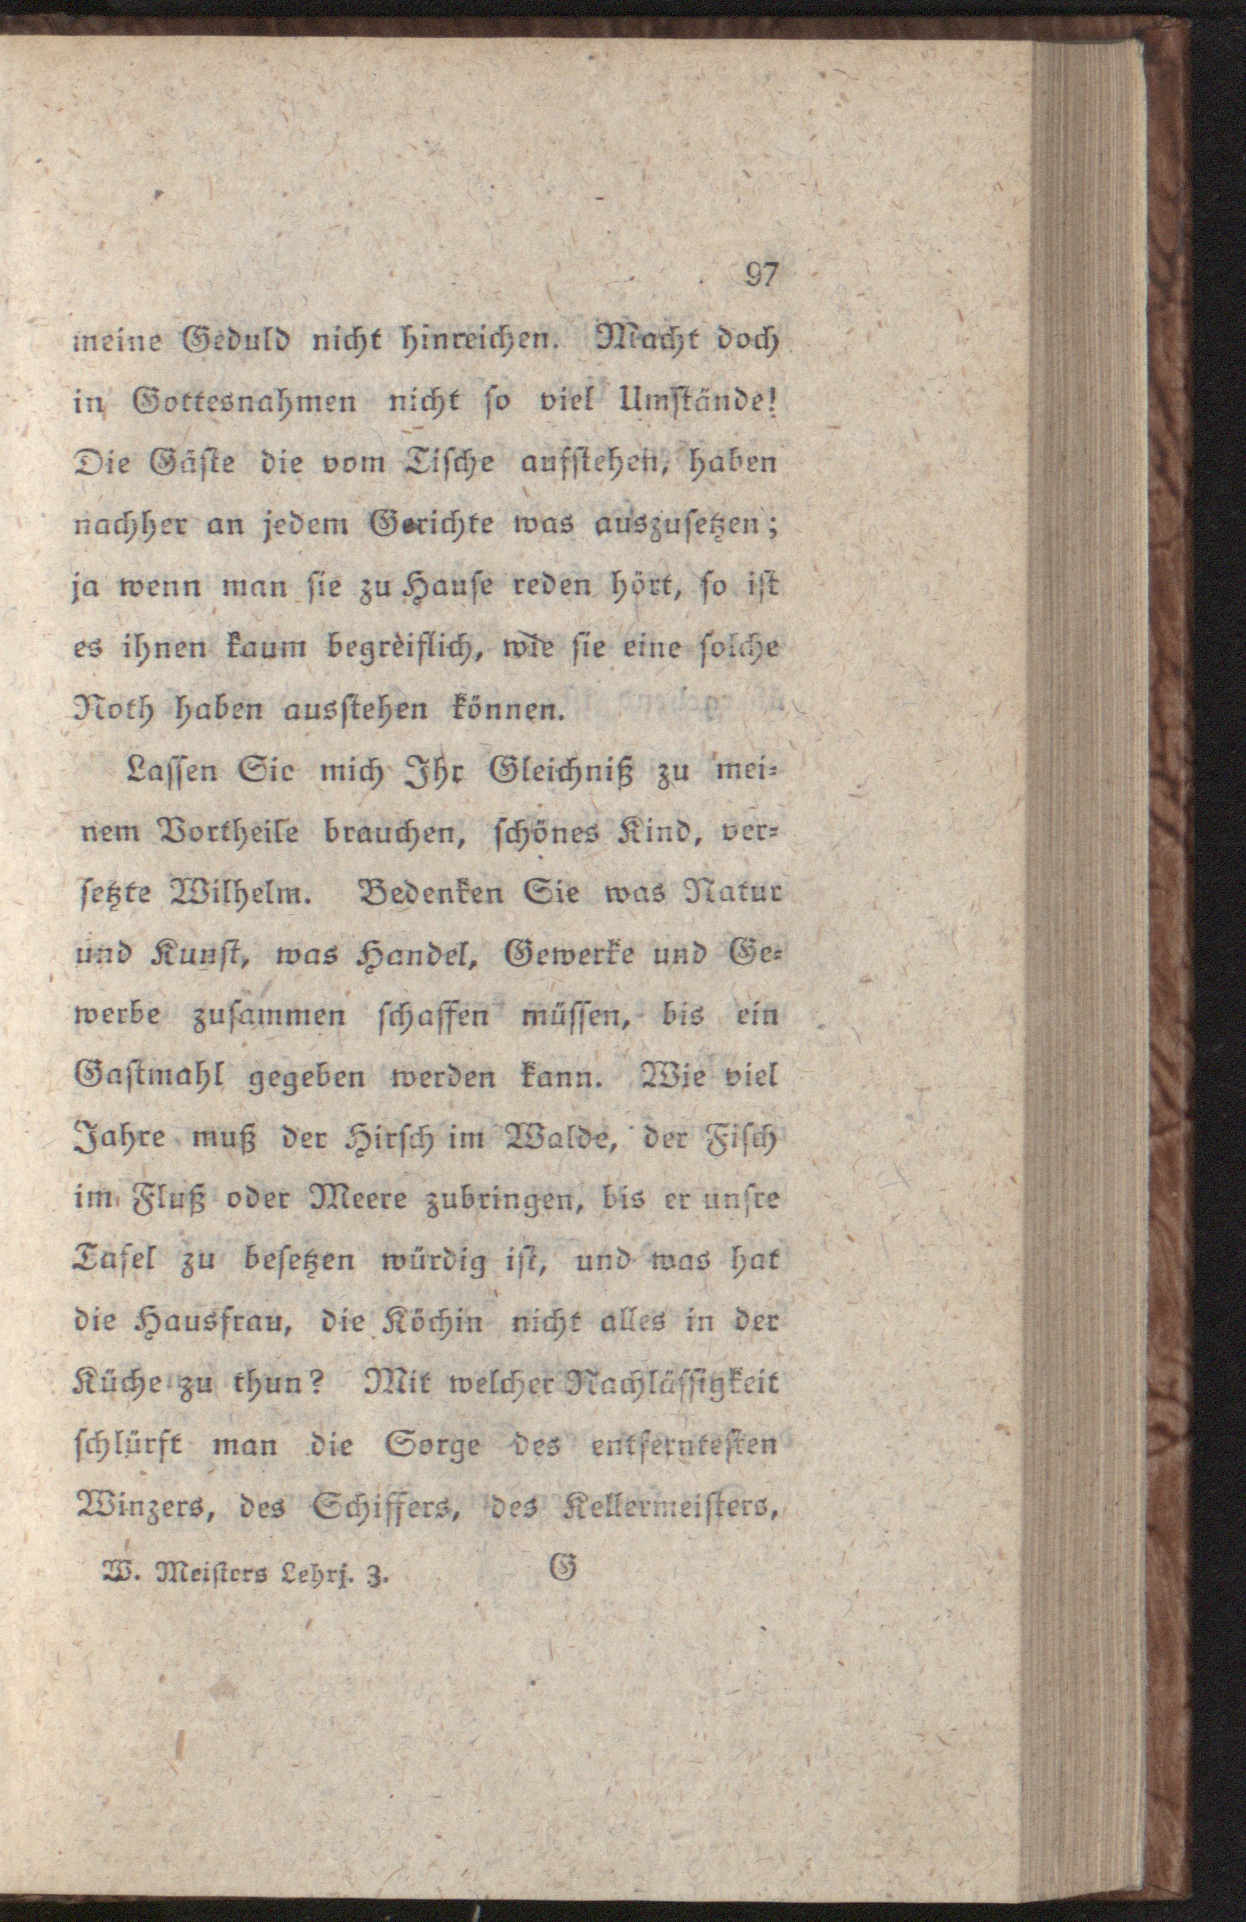 97
meine Geduld nicht hinreichen. Macht doch
in Gottesnahmen nicht ſo viel Umſtände!
Die Gäſte die vom Tiſche aufſtehen, haben
nachher an jedem Gerichte was auszuſetzen;
ja wenn man ſie zu Hauſe reden hört, ſo iſt
es ihnen kaum begreiflich, wie ſie eine ſolche
Noth haben ausſtehen können.
Laſſen Sie mich Ihr Gleichniß zu mei⸗
nem Vortheile brauchen, ſchönes Kind, ver⸗
ſetzte Wilhelm. Bedenken Sie was Natur
und Kunſt, was Handel, Gewerke und Ge⸗
werbe zuſammen ſchaffen müſſen, bis ein
Gaſtmahl gegeben werden kann. Wie viel
Jahre muß der Hirſch im Walde, der Fiſch
im Fluß oder Meere zubringen, bis er unſre
Tafel zu beſetzen würdig iſt, und was hat
die Hausfrau, die Köchin nicht alles in der
Küche zu thun? Mit welcher Nachläſſigkeit
ſchlürft man die Sorge des entfernteſten
Winzers, des Schiffers, des Kellermeiſters,
W. Meiſters Lehrj. 3. G